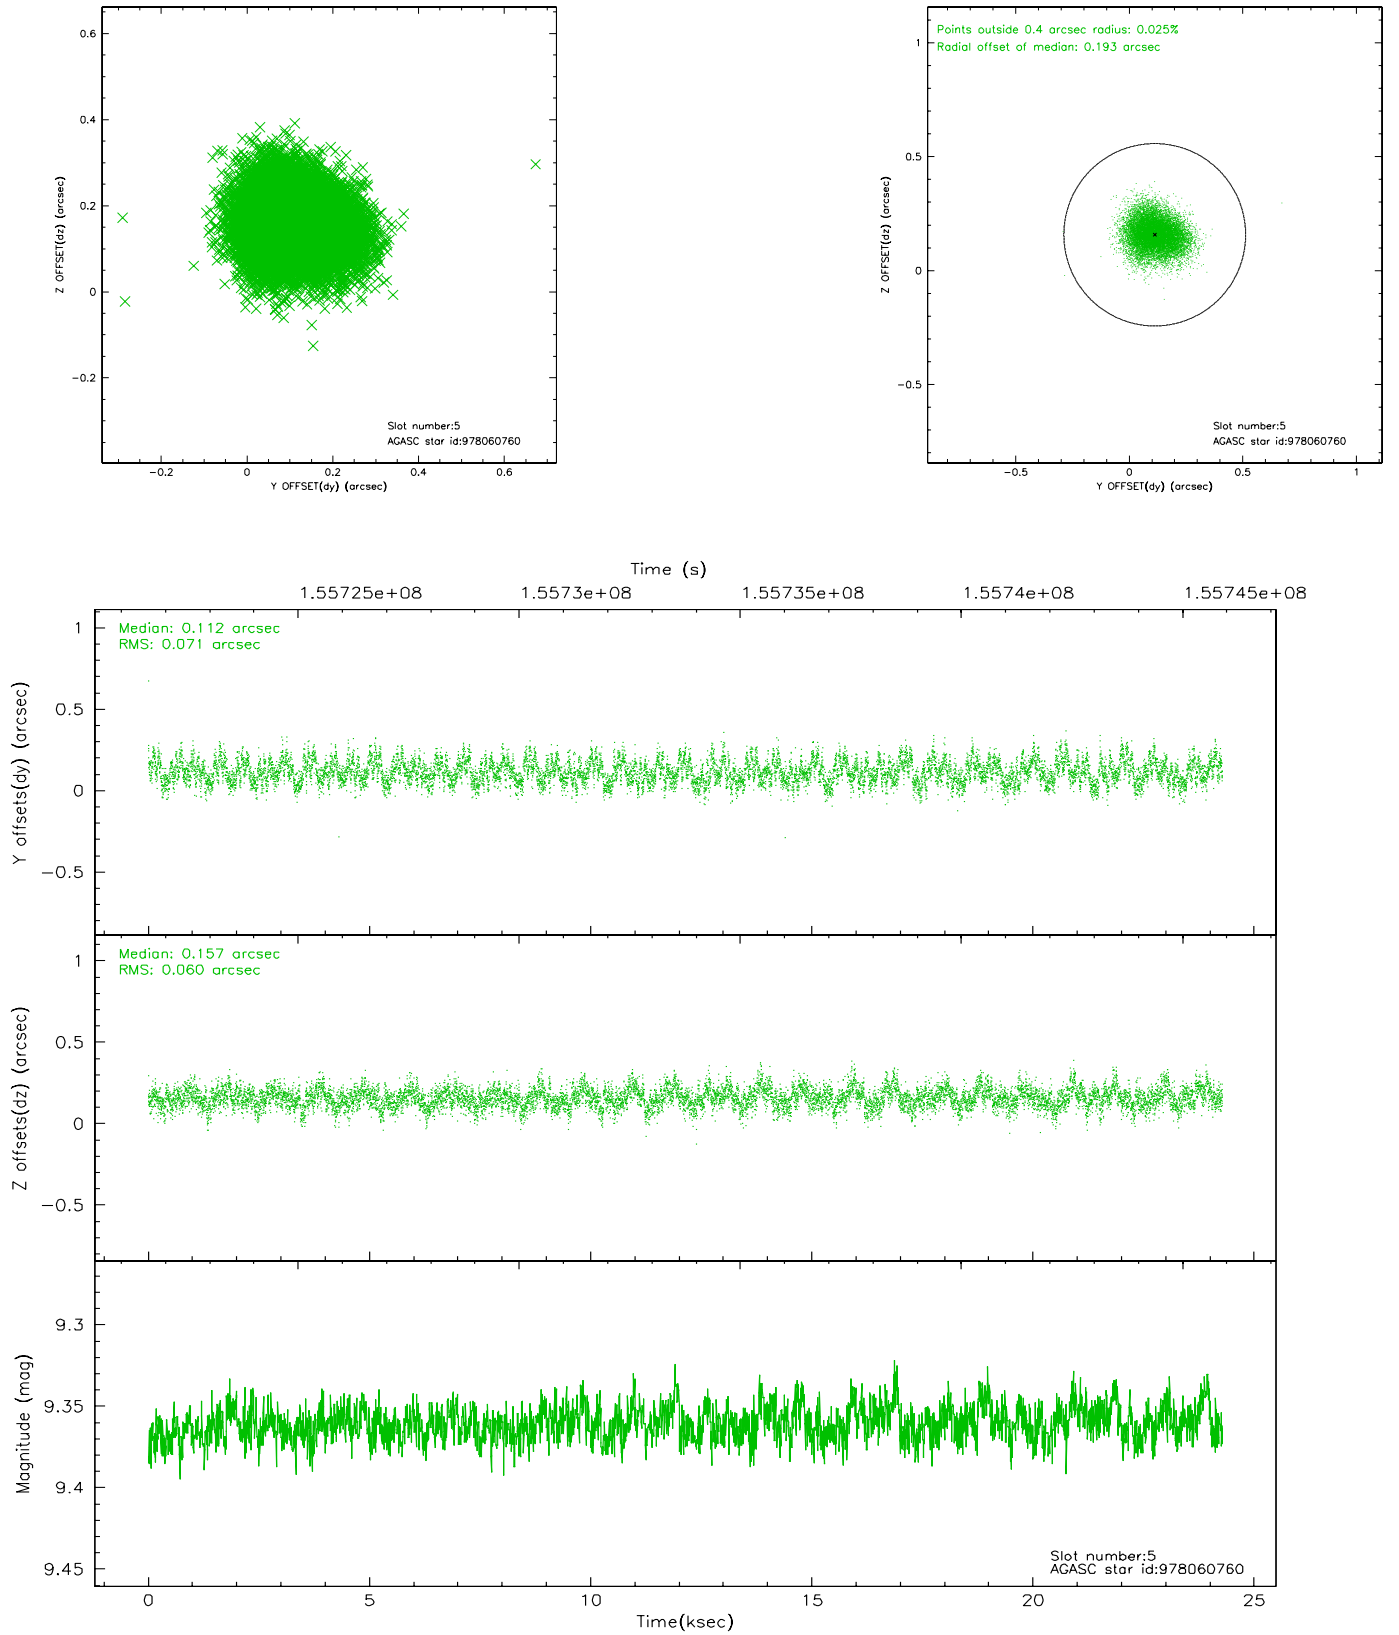 0.6
0.4
0.2
0
−0.2
Z OFFSET(dz) (arcsec)
Slot number:5
AGASC star id:978060760
−0.2 0 0.2 0.4 0.6
Y OFFSET(dy) (arcsec)
Points outside 0.4 arcsec radius: 0.025%
Radial offset of median: 0.193 arcsec
1
0.5
0
−0.5
Z OFFSET(dz) (arcsec)
Slot number:5
AGASC star id:978060760
−0.5 0 0.5 1
Y OFFSET(dy) (arcsec)
Time (s)
1.55725e+08 1.5573e+08 1.55735e+08 1.5574e+08 1.55745e+08
Median: 0.112 arcsec
RMS: 0.071 arcsec
1
0.5
0
−0.5
Y offsets(dy) (arcsec)
Median: 0.157 arcsec
RMS: 0.060 arcsec
1
0.5
0
−0.5
Z offsets(dz) (arcsec)
9.3
9.35
9.4
9.45
Magnitude (mag)
Slot number:5
AGASC star id:978060760
0 5 10 15 20 25
Time(ksec)